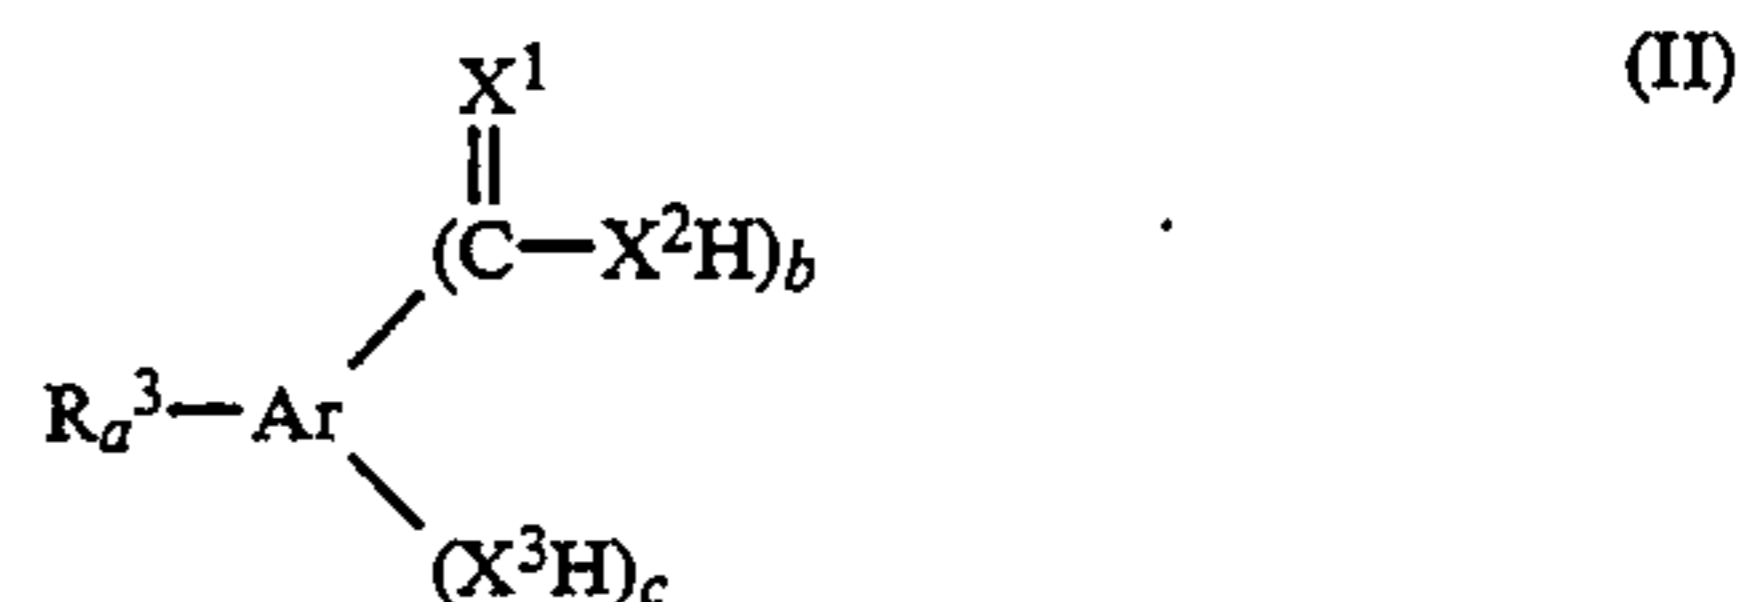 X¹ (II)
(C—X²H)b
Ra³—Ar
(X³H)c